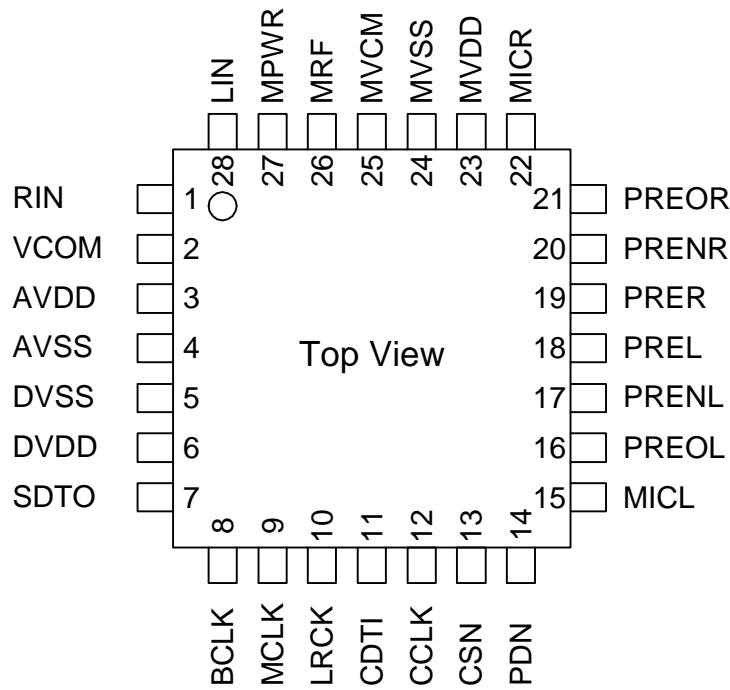 LIN
MPWR
MRF
MVCM
MVSS
MVDD
MICR
28
27
26
25
24
23
22
RIN 1 21 PREOR
VCOM 2 20 PRENR
AVDD 3 19 PRER
AVSS 4 Top View 18 PREL
DVSS 5 17 PRENL
DVDD 6 16 PREOL
SDTO 7 15 MICL
8
9
10
11
12
13
14
BCLK
MCLK
LRCK
CDTI
CCLK
CSN
PDN